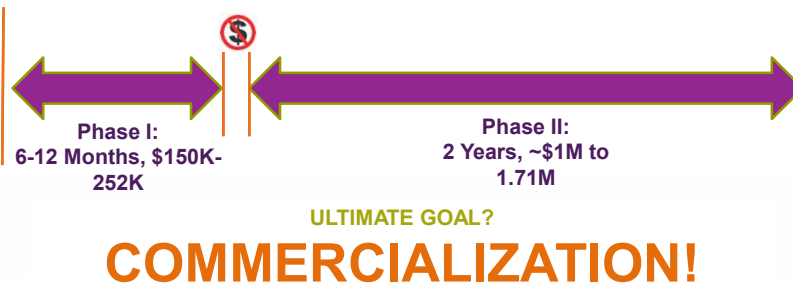 $
Phase I:
6-12 Months, $150K-
252K
Phase II:
2 Years, ~$1M to
1.71M
ULTIMATE GOAL?
COMMERCIALIZATION!